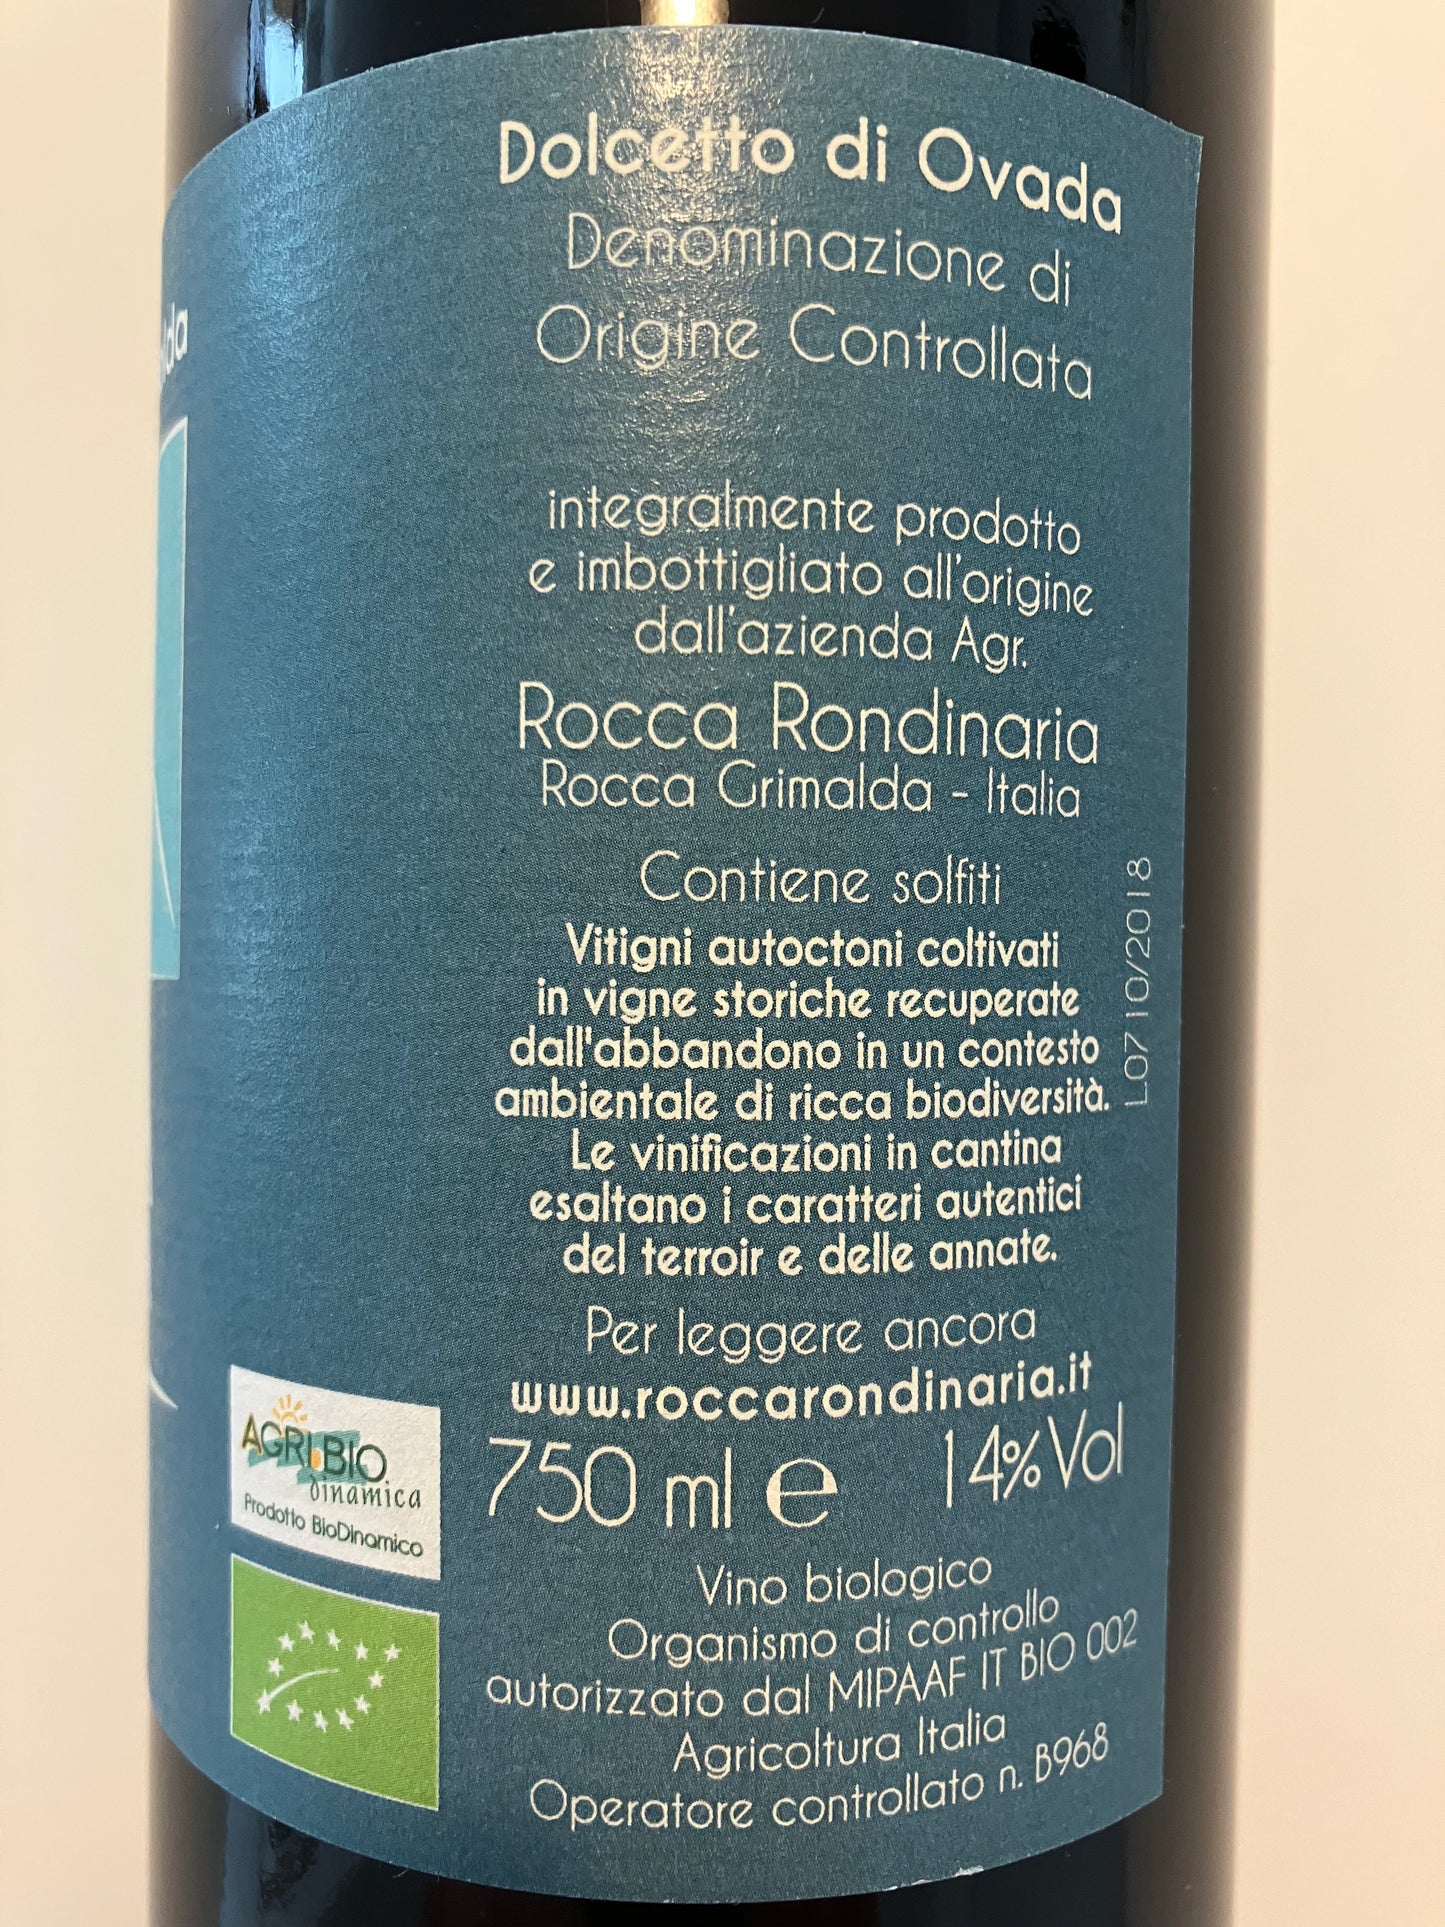 Dolcetto di Ovada
Denominazione di
Origine Controllata
integralmente prodotto
e imbottigliato all'origine
dall'azienda Agr.
Rocca Rondinaria
Rocca Grimalda - Italia
Contiene solfiti
Vitigni autoctoni coltivati
in vigne storiche recuperate
dall'abbandono in un contesto
ambientale di ricca biodiversità.
Le vinificazioni in cantina
esaltano i caratteri autentici
del terroir e delle annate.
L0710/2018
Per leggere ancora
www.roccarondinaria.it
750 ml e 14% Vol
AGRI.BIO
dinamica
Prodotto BioDinamico
Vino biologico
Organismo di controllo
autorizzato dal MIPAAF IT BIO 002
Agricoltura Italia
Operatore controllato n. B968